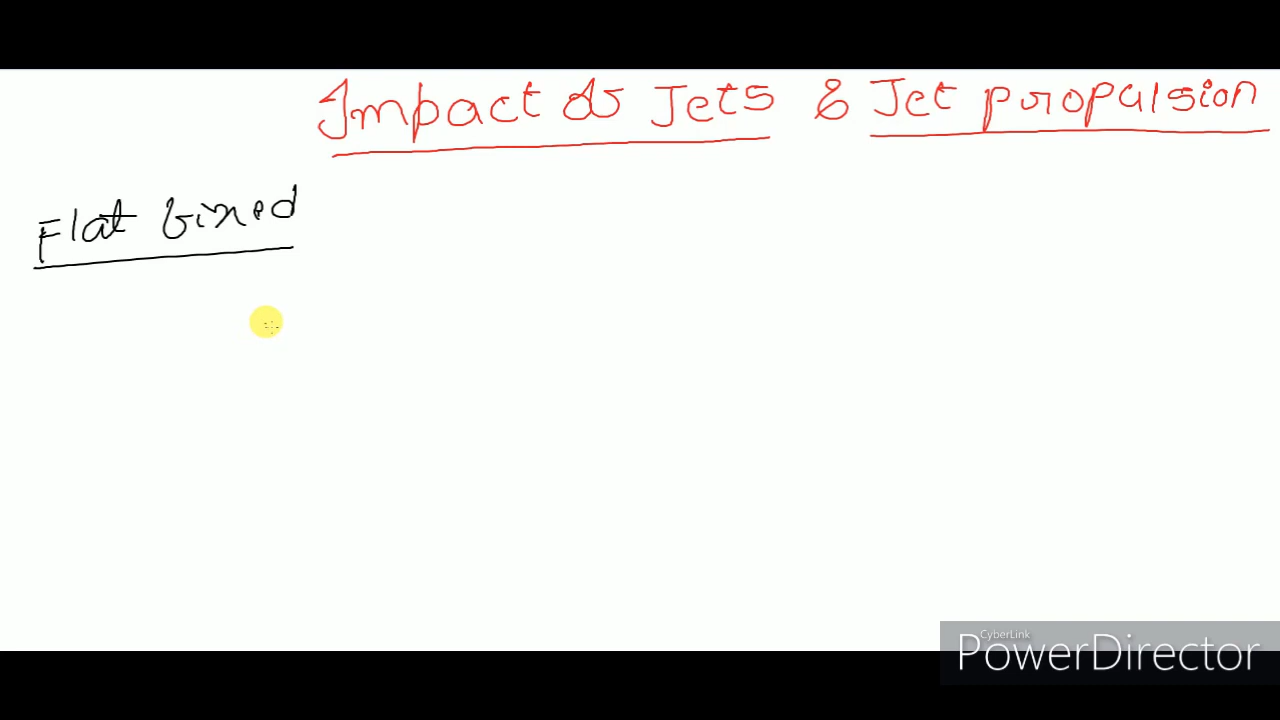 Impact of Jets & Jet propulsion
Flat fixed
CyberLink
PowerDirector